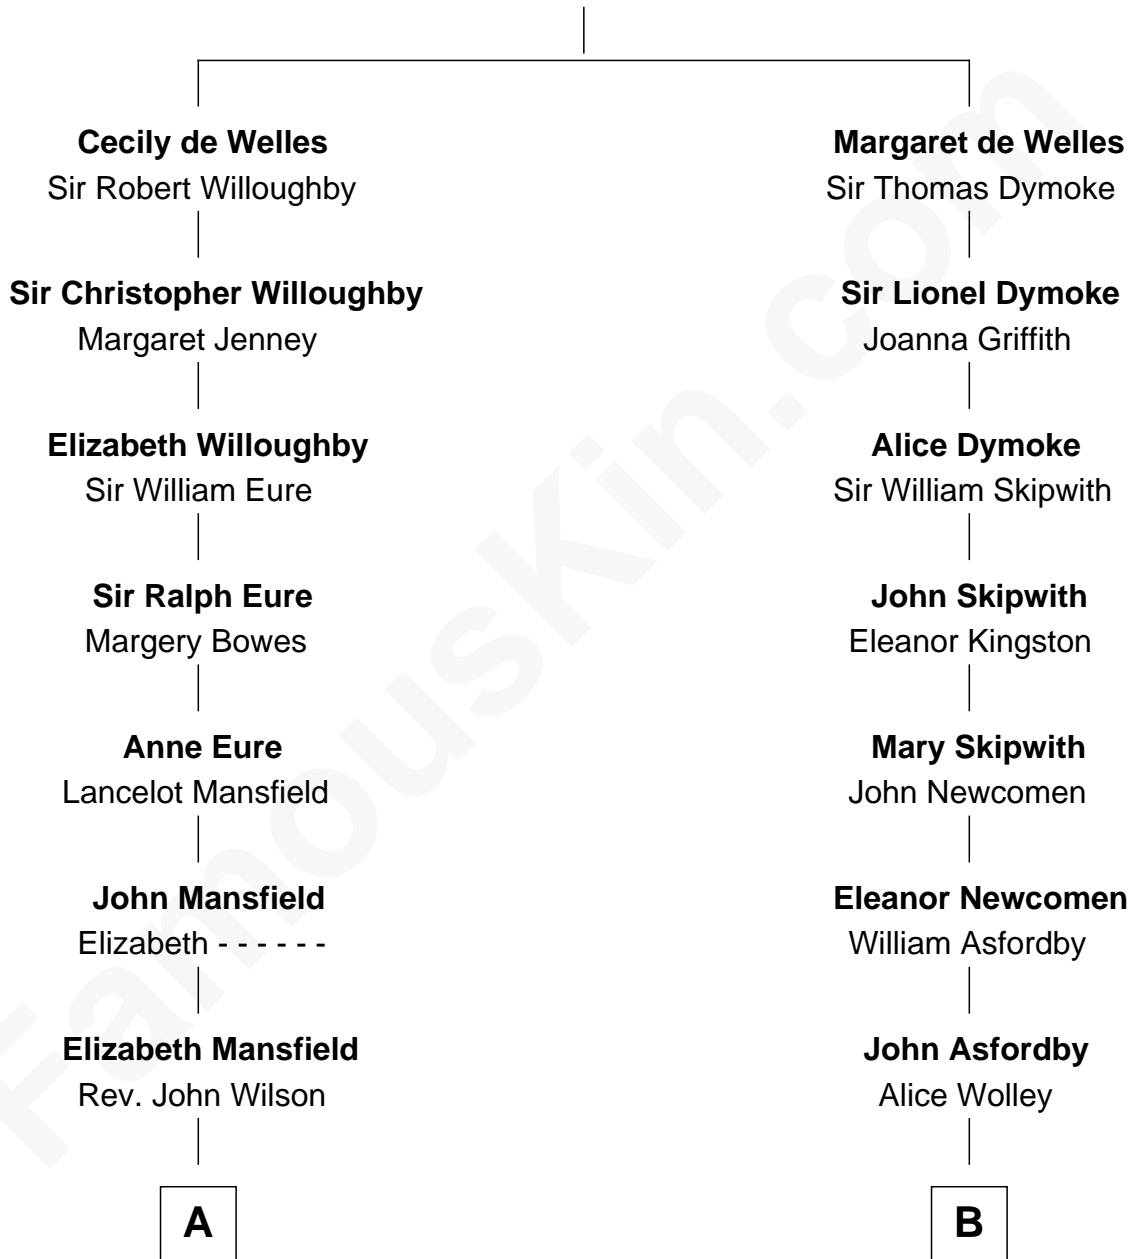 Cecily de Welles
Sir Robert Willoughby
Sir Christopher Willoughby
Margaret Jenney
Elizabeth Willoughby
Sir William Eure
Sir Ralph Eure
Margery Bowes
Anne Eure
Lancelot Mansfield
John Mansfield
Elizabeth - - - - - -
Elizabeth Mansfield
Rev. John Wilson
A
Margaret de Welles
Sir Thomas Dymoke
Sir Lionel Dymoke
Joanna Griffith
Alice Dymoke
Sir William Skipwith
John Skipwith
Eleanor Kingston
Mary Skipwith
John Newcomen
Eleanor Newcomen
William Asfordby
John Asfordby
Alice Wolley
B
FamousKin.com